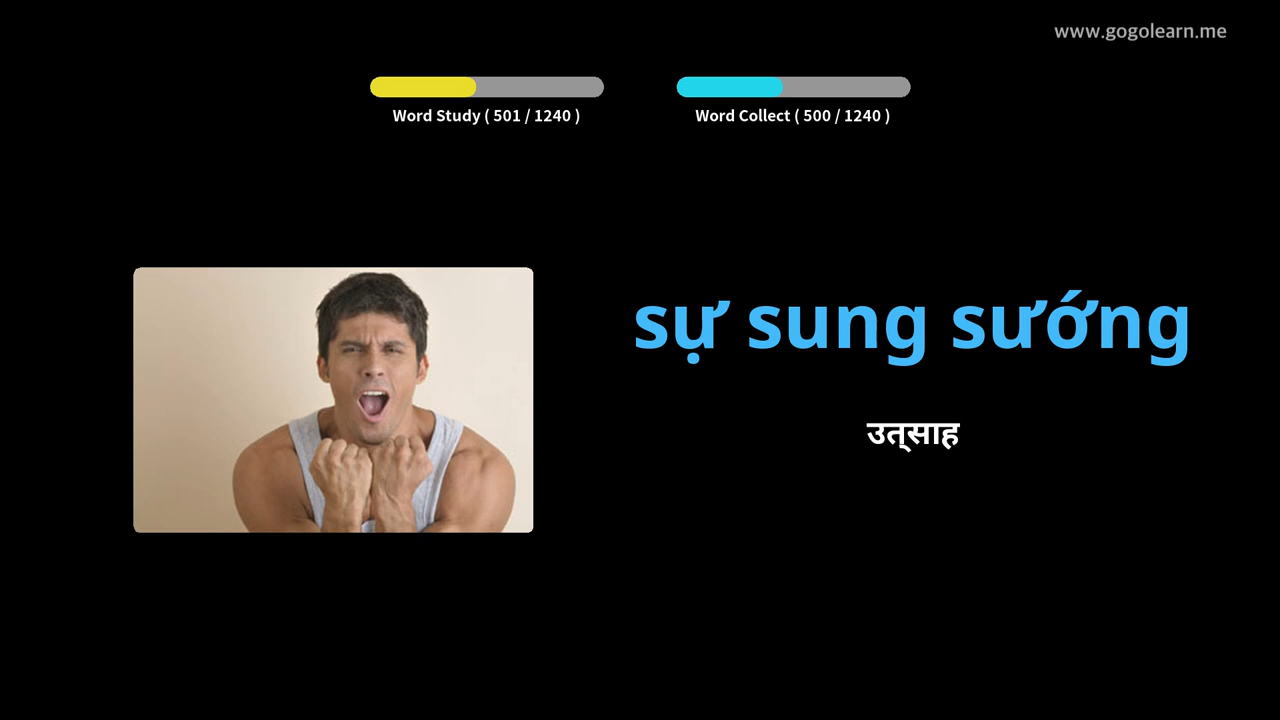 www.gogolearn.me
Word Study ( 501 / 1240 )
Word Collect ( 500 / 1240 )
sự sung sướng
उत्साह